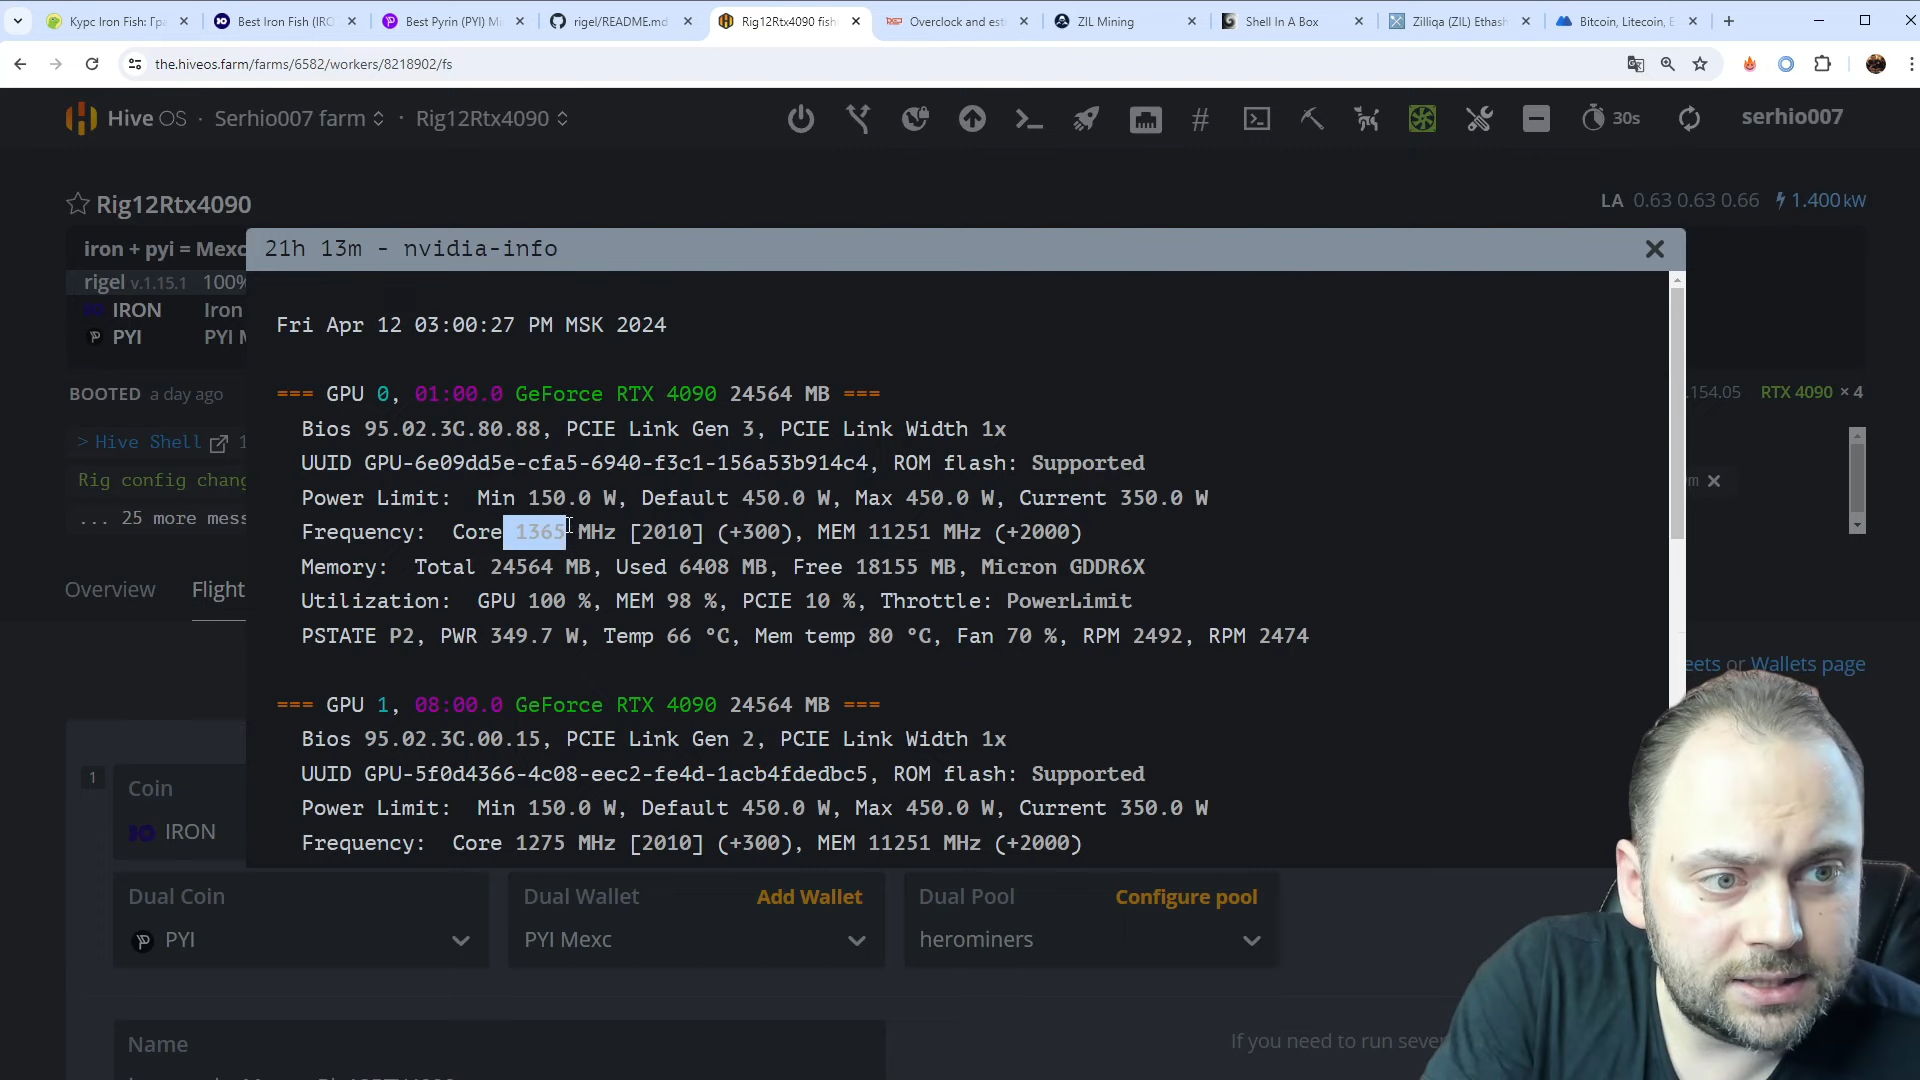 Курс Iron Fish: Гра
Best Iron Fish (IRO
Best Pyrin (PYI) Mi
rigel/README.md
Rig12Rtx4090 fish
Overclock and est
ZIL Mining
Shell In A Box
Zilliqa (ZIL) Ethash
Bitcoin, Litecoin, E
the.hiveos.farm/farms/6582/workers/8218902/fs
Hive OS · Serhio007 farm · Rig12Rtx4090
30s
serhio007
Rig12Rtx4090
LA 0.63 0.63 0.66 1.400 kW
iron + pyi = Mexc
rigel v.1.15.1 100%
IRON Iron
PYI PYI M
BOOTED a day ago
.154.05 RTX 4090 × 4
> Hive Shell 1
Rig config chang
... 25 more mess
m
Overview Flight
eets or Wallets page
21h 13m - nvidia-info
Fri Apr 12 03:00:27 PM MSK 2024
=== GPU 0, 01:00.0 GeForce RTX 4090 24564 MB ===
Bios 95.02.3C.80.88, PCIE Link Gen 3, PCIE Link Width 1x
UUID GPU-6e09dd5e-cfa5-6940-f3c1-156a53b914c4, ROM flash: Supported
Power Limit: Min 150.0 W, Default 450.0 W, Max 450.0 W, Current 350.0 W
Frequency: Core 1365 MHz [2010] (+300), MEM 11251 MHz (+2000)
Memory: Total 24564 MB, Used 6408 MB, Free 18155 MB, Micron GDDR6X
Utilization: GPU 100 %, MEM 98 %, PCIE 10 %, Throttle: PowerLimit
PSTATE P2, PWR 349.7 W, Temp 66 °C, Mem temp 80 °C, Fan 70 %, RPM 2492, RPM 2474
=== GPU 1, 08:00.0 GeForce RTX 4090 24564 MB ===
Bios 95.02.3C.00.15, PCIE Link Gen 2, PCIE Link Width 1x
UUID GPU-5f0d4366-4c08-eec2-fe4d-1acb4fdedbc5, ROM flash: Supported
Power Limit: Min 150.0 W, Default 450.0 W, Max 450.0 W, Current 350.0 W
Frequency: Core 1275 MHz [2010] (+300), MEM 11251 MHz (+2000)
1
Coin
IRON
Dual Coin
PYI
Dual Wallet Add Wallet
PYI Mexc
Dual Pool Configure pool
herominers
Name
If you need to run seve